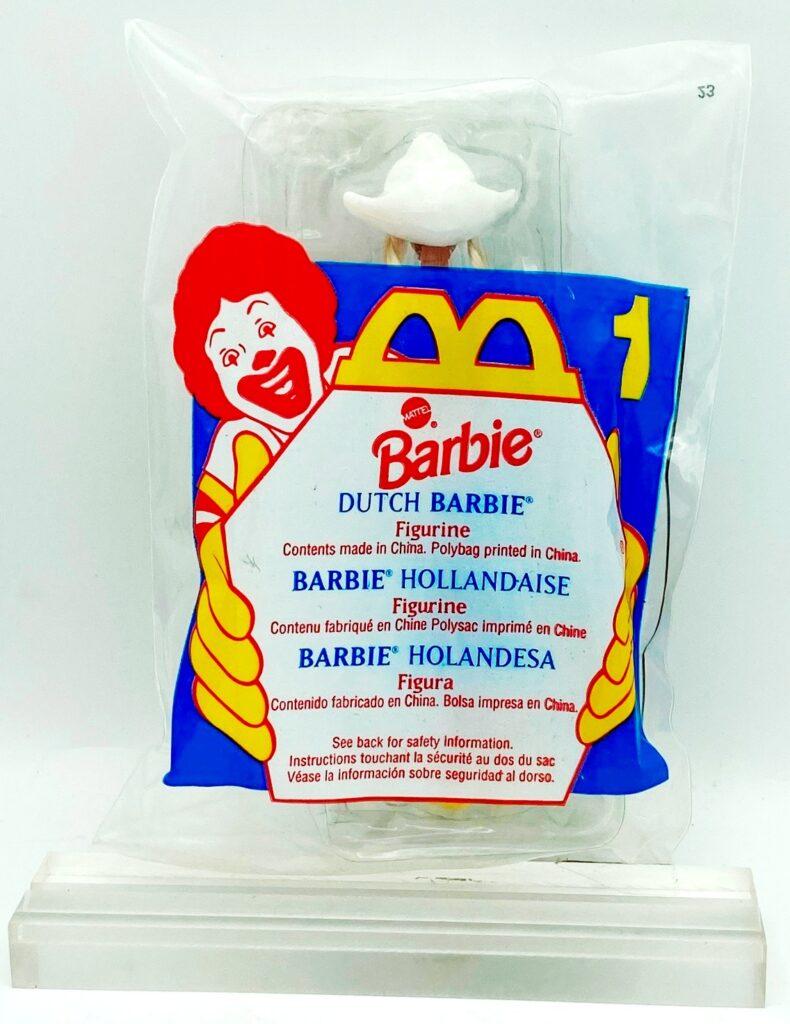 23
1
MATTEL
Barbie®
DUTCH BARBIE®
Figurine
Contents made in China. Polybag printed in China.
BARBIE® HOLLANDAISE
Figurine
Contenu fabriqué en Chine Polysac imprimé en Chine
BARBIE® HOLANDESA
Figura
Contenido fabricado en China. Bolsa impresa en China.
See back for safety information.
Instructions touchant la sécurité au dos du sac
Véase la información sobre seguridad al dorso.